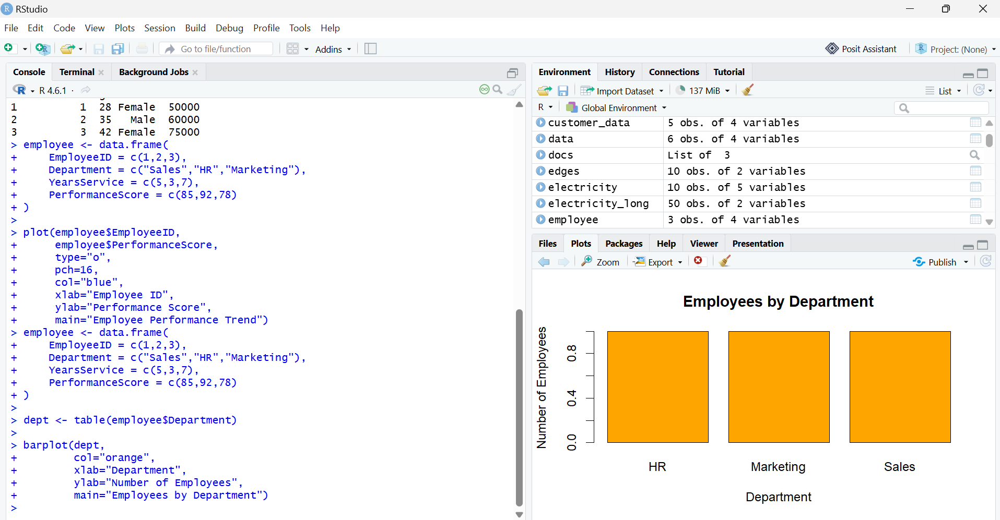 RStudio
File Edit Code View Plots Session Build Debug Profile Tools Help
Go to file/function Addins Posit Assistant Project: (None)
Console Terminal Background Jobs
R 4.6.1 ·
1 1 28 Female 50000
2 2 35 Male 60000
3 3 42 Female 75000
> employee <- data.frame(
+     EmployeeID = c(1,2,3),
+     Department = c("Sales","HR","Marketing"),
+     YearsService = c(5,3,7),
+     PerformanceScore = c(85,92,78)
+ )
>
> plot(employee$EmployeeID,
+      employee$PerformanceScore,
+      type="o",
+      pch=16,
+      col="blue",
+      xlab="Employee ID",
+      ylab="Performance Score",
+      main="Employee Performance Trend")
> employee <- data.frame(
+     EmployeeID = c(1,2,3),
+     Department = c("Sales","HR","Marketing"),
+     YearsService = c(5,3,7),
+     PerformanceScore = c(85,92,78)
+ )
>
> dept <- table(employee$Department)
>
> barplot(dept,
+         col="orange",
+         xlab="Department",
+         ylab="Number of Employees",
+         main="Employees by Department")
>
Environment History Connections Tutorial
Import Dataset 137 MiB List
R Global Environment
customer_data 5 obs. of 4 variables
data 6 obs. of 4 variables
docs List of 3
edges 10 obs. of 2 variables
electricity 10 obs. of 5 variables
electricity_long 50 obs. of 2 variables
employee 3 obs. of 4 variables
Files Plots Packages Help Viewer Presentation
Zoom Export Publish
Employees by Department
Number of Employees
0.8
0.4
0.0
HR Marketing Sales
Department